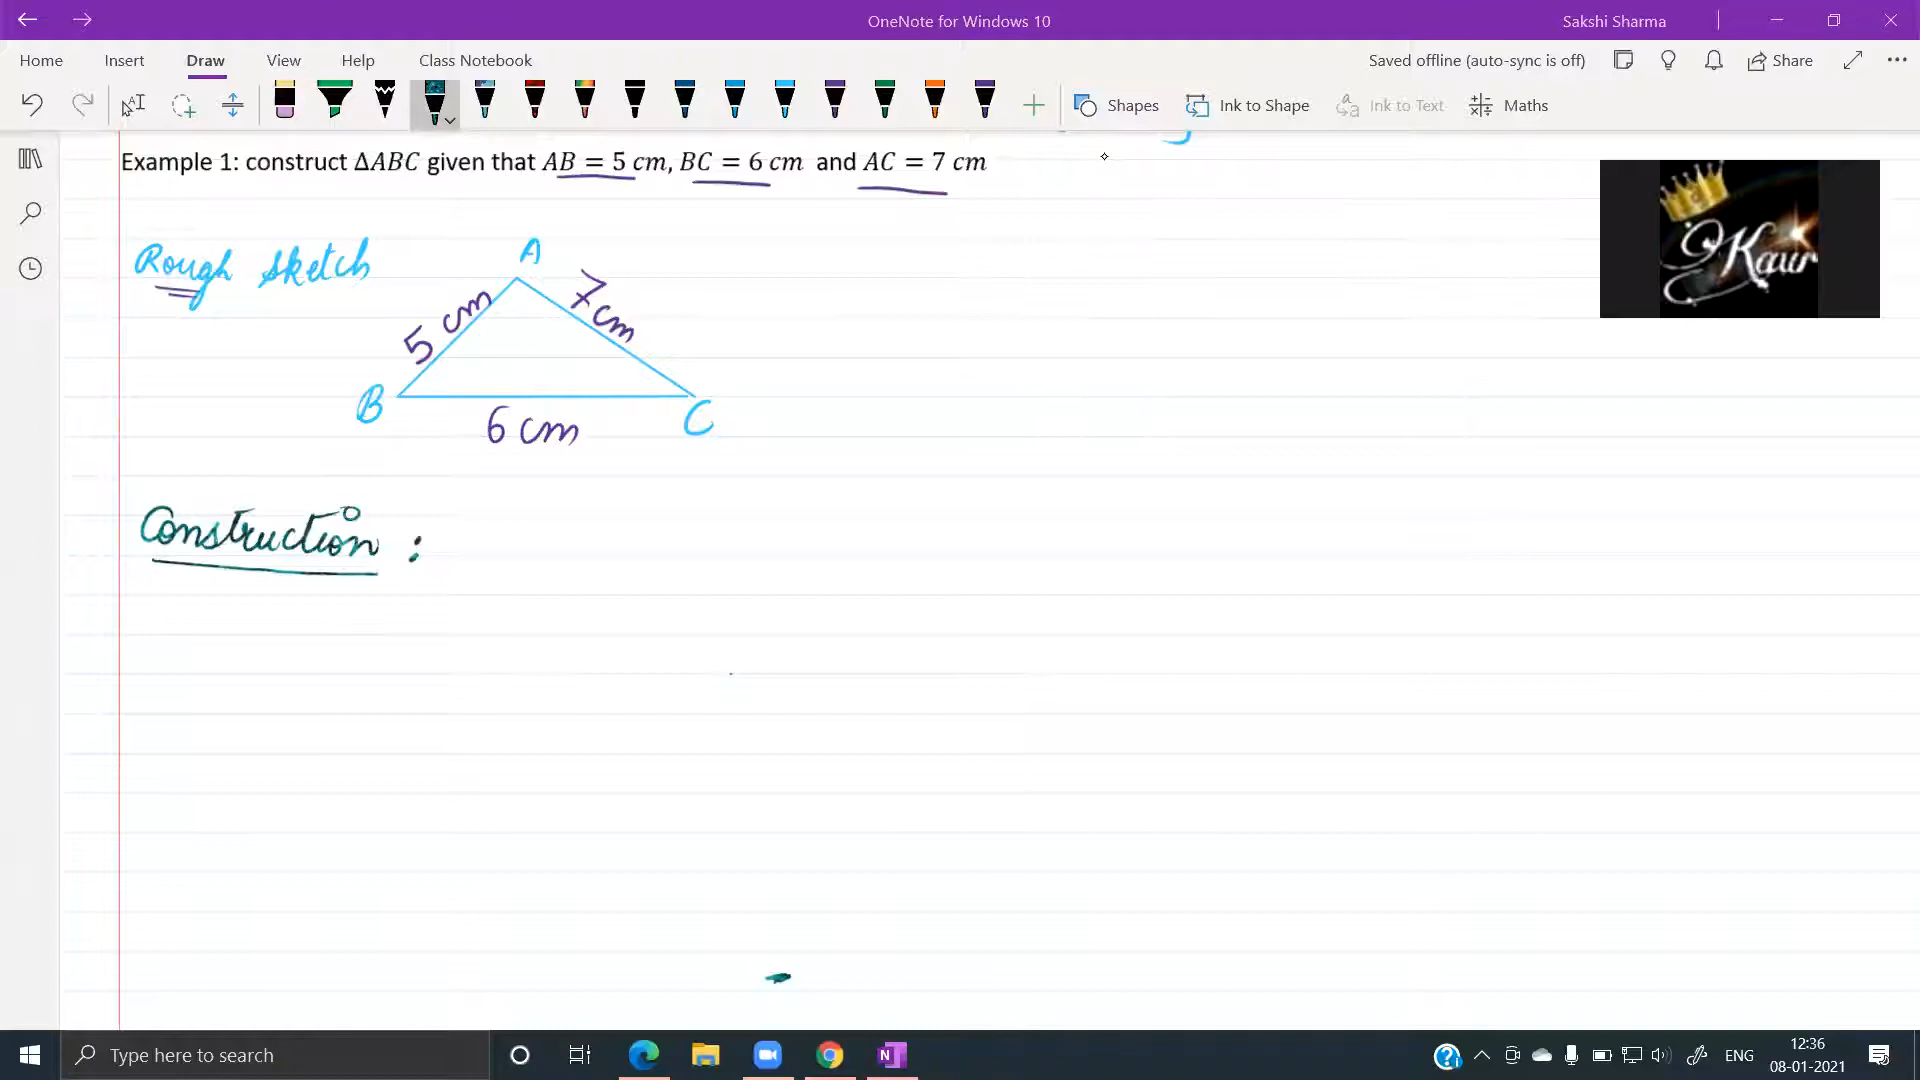 OneNote for Windows 10
Sakshi Sharma
Home Insert Draw View Help Class Notebook
Saved offline (auto-sync is off) Share
Shapes Ink to Shape Ink to Text Maths
Example 1: construct ΔABC given that AB = 5 cm, BC = 6 cm and AC = 7 cm
Kaur
Rough Sketch
A
5 cm
7 cm
B
C
6 cm
Construction :
Type here to search
ENG
12:36
08-01-2021